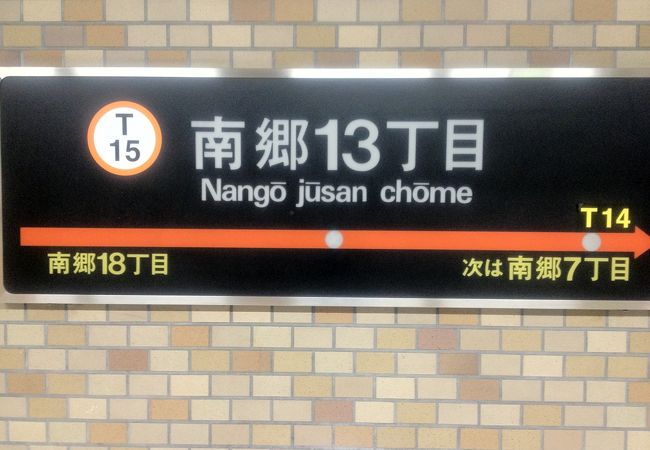 T
15
南郷13丁目
Nangō jūsan chōme
T14
南郷18丁目
次は 南郷7丁目